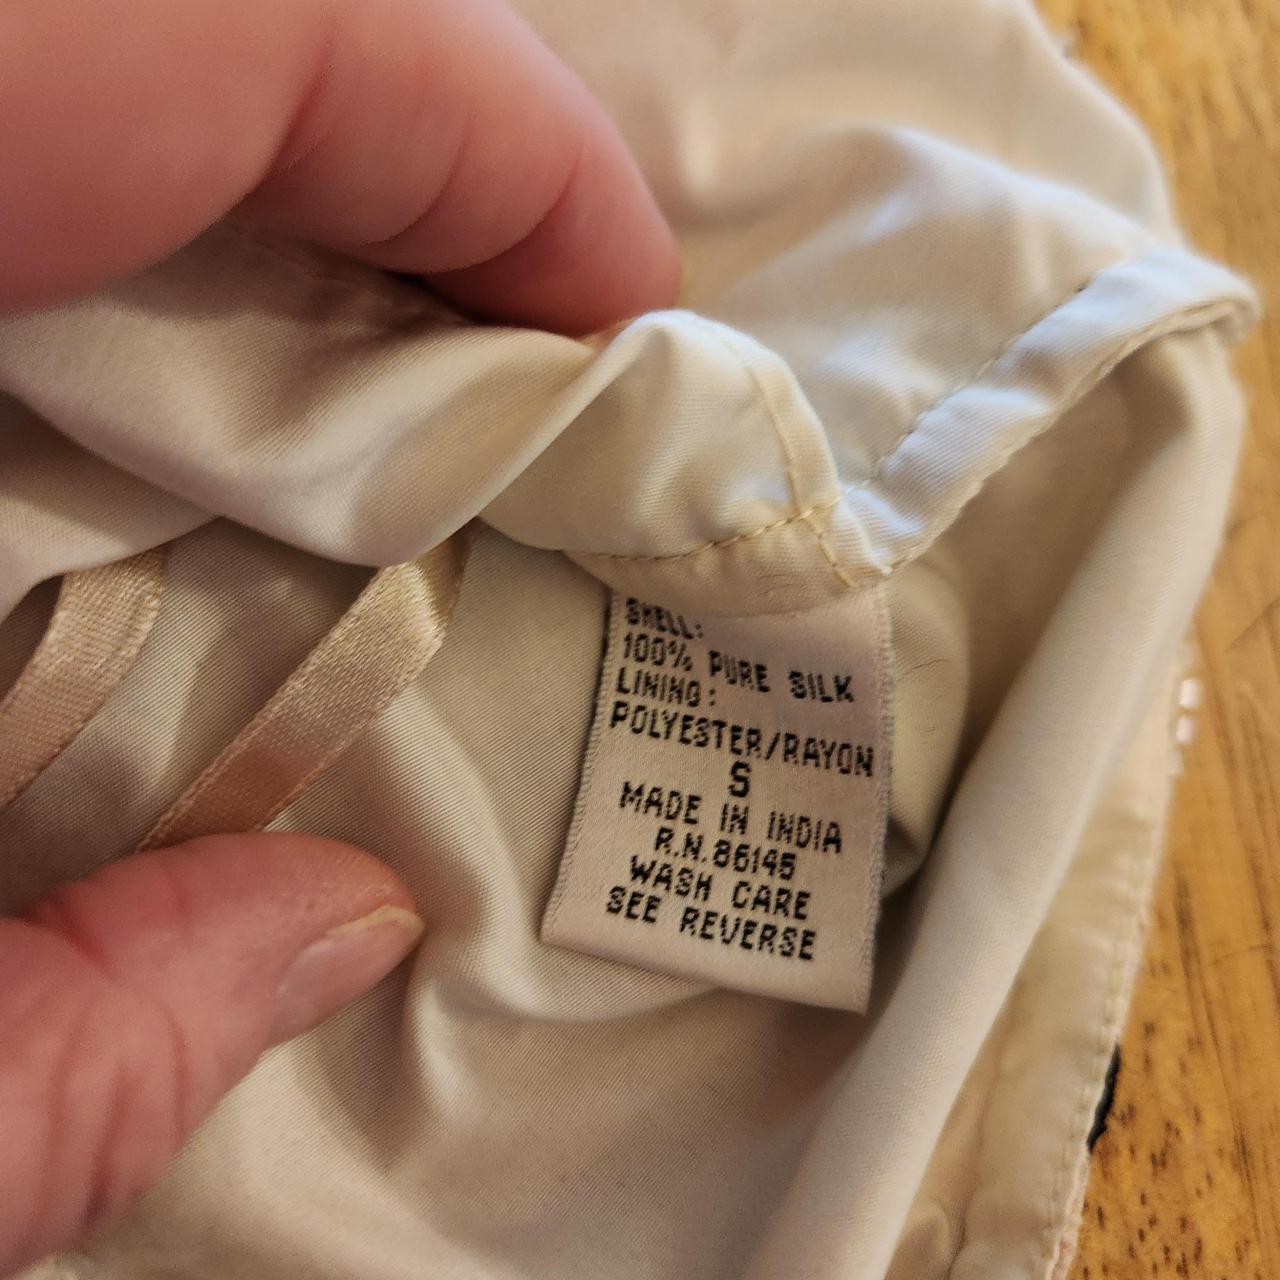 SHELL:
100% PURE SILK
LINING:
POLYESTER/RAYON
S
MADE IN INDIA
R.N.86145
WASH CARE
SEE REVERSE